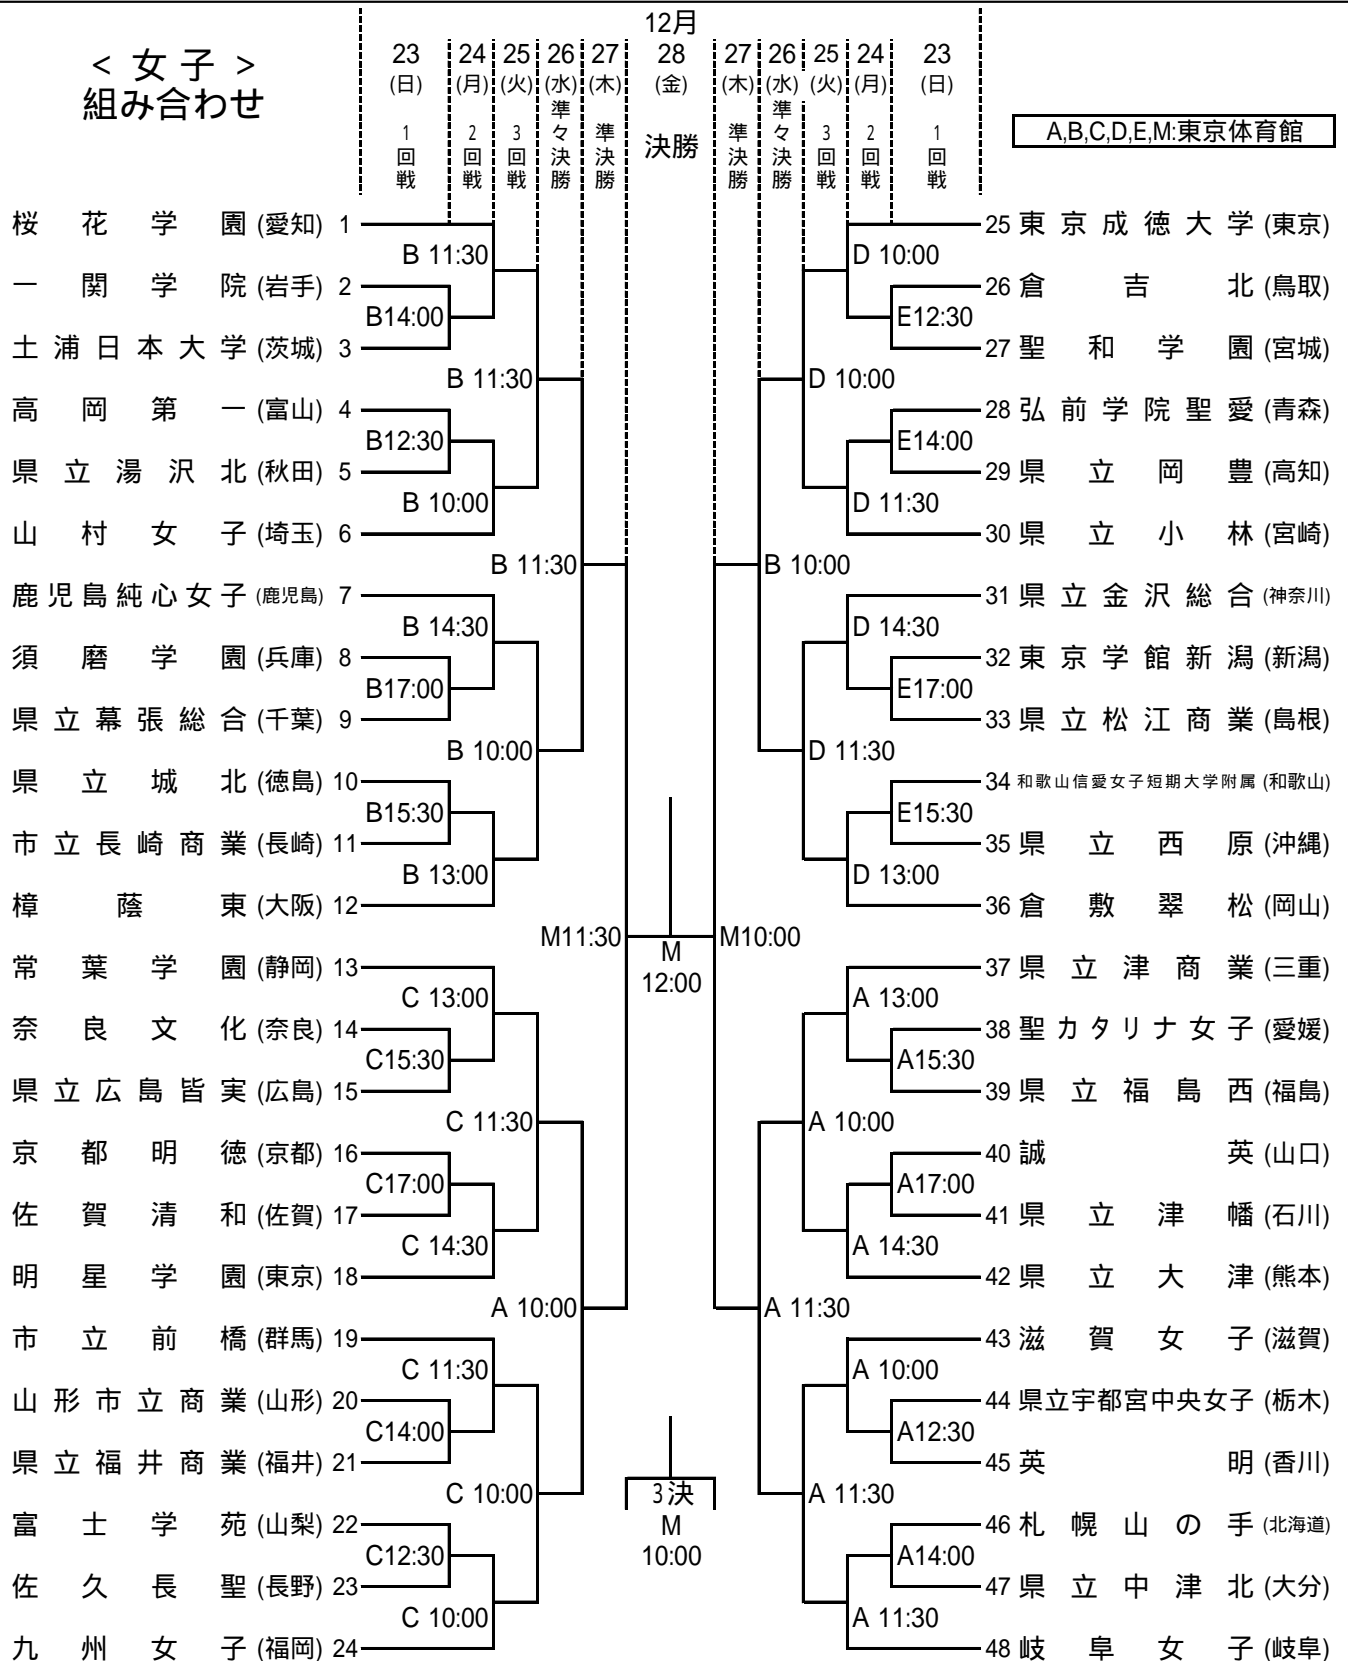 12月
23 24 25 26 27 28 27 26 25 24 23
(日) (月) (火) (水) (木) (金) (木) (水) (火) (月) (日)
1回戦 2回戦 3回戦 準々決勝 準決勝 決勝 準決勝 準々決勝 3回戦 2回戦 1回戦
< 女子 >
組み合わせ
A,B,C,D,E,M:東京体育館
桜花学園 (愛知) 1
B 11:30
一関学院 (岩手) 2
B14:00
土浦日本大学 (茨城) 3
B 11:30
高岡第一 (富山) 4
B12:30
県立湯沢北 (秋田) 5
B 10:00
山村女子 (埼玉) 6
B 11:30
鹿児島純心女子 (鹿児島) 7
B 14:30
須磨学園 (兵庫) 8
B17:00
県立幕張総合 (千葉) 9
B 10:00
県立城北 (徳島) 10
B15:30
市立長崎商業 (長崎) 11
B 13:00
樟蔭東 (大阪) 12
M11:30
常葉学園 (静岡) 13
C 13:00
奈良文化 (奈良) 14
C15:30
県立広島皆実 (広島) 15
C 11:30
京都明徳 (京都) 16
C17:00
佐賀清和 (佐賀) 17
C 14:30
明星学園 (東京) 18
A 10:00
市立前橋 (群馬) 19
C 11:30
山形市立商業 (山形) 20
C14:00
県立福井商業 (福井) 21
C 10:00
富士学苑 (山梨) 22
C12:30
佐久長聖 (長野) 23
C 10:00
九州女子 (福岡) 24
M
12:00
3決
M
10:00
25 東京成徳大学 (東京)
D 10:00
26 倉吉北 (鳥取)
E12:30
27 聖和学園 (宮城)
D 10:00
28 弘前学院聖愛 (青森)
E14:00
29 県立岡豊 (高知)
D 11:30
30 県立小林 (宮崎)
B 10:00
31 県立金沢総合 (神奈川)
D 14:30
32 東京学館新潟 (新潟)
E17:00
33 県立松江商業 (島根)
D 11:30
34 和歌山信愛女子短期大学附属 (和歌山)
E15:30
35 県立西原 (沖縄)
D 13:00
36 倉敷翠松 (岡山)
M10:00
37 県立津商業 (三重)
A 13:00
38 聖カタリナ女子 (愛媛)
A15:30
39 県立福島西 (福島)
A 10:00
40 誠英 (山口)
A17:00
41 県立津幡 (石川)
A 14:30
42 県立大津 (熊本)
A 11:30
43 滋賀女子 (滋賀)
A 10:00
44 県立宇都宮中央女子 (栃木)
A12:30
45 英明 (香川)
A 11:30
46 札幌山の手 (北海道)
A14:00
47 県立中津北 (大分)
A 11:30
48 岐阜女子 (岐阜)